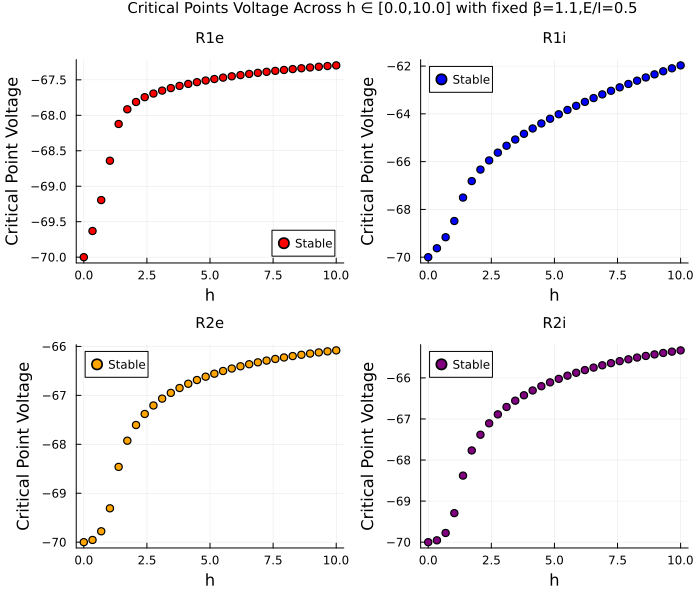 Critical Points Voltage Across h ∈ [0.0,10.0] with fixed β=1.1,E/I=0.5
R1e
Critical Point Voltage
−67.5
−68.0
−68.5
−69.0
−69.5
−70.0
Stable
0.0
2.5
5.0
7.5
10.0
h
R1i
Critical Point Voltage
−62
−64
−66
−68
−70
Stable
0.0
2.5
5.0
7.5
10.0
h
R2e
Critical Point Voltage
−66
−67
−68
−69
−70
Stable
0.0
2.5
5.0
7.5
10.0
h
R2i
Critical Point Voltage
−66
−67
−68
−69
−70
Stable
0.0
2.5
5.0
7.5
10.0
h